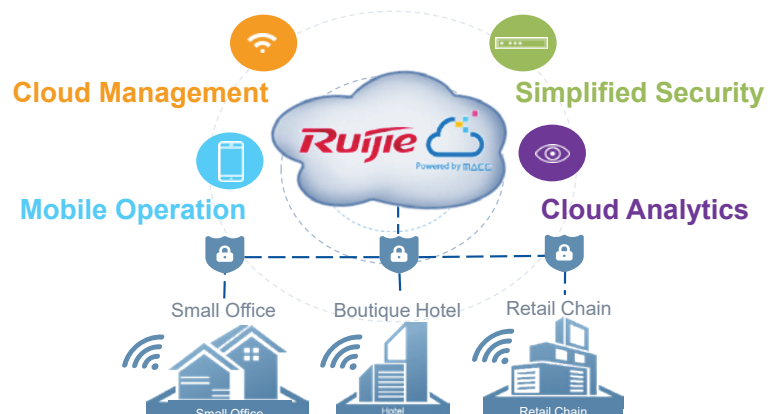 Cloud Management
Simplified Security
Ruijie
Powered by MACC
Mobile Operation
Cloud Analytics
Small Office
Boutique Hotel
Retail Chain
Small Office
Hotel
Retail Chain